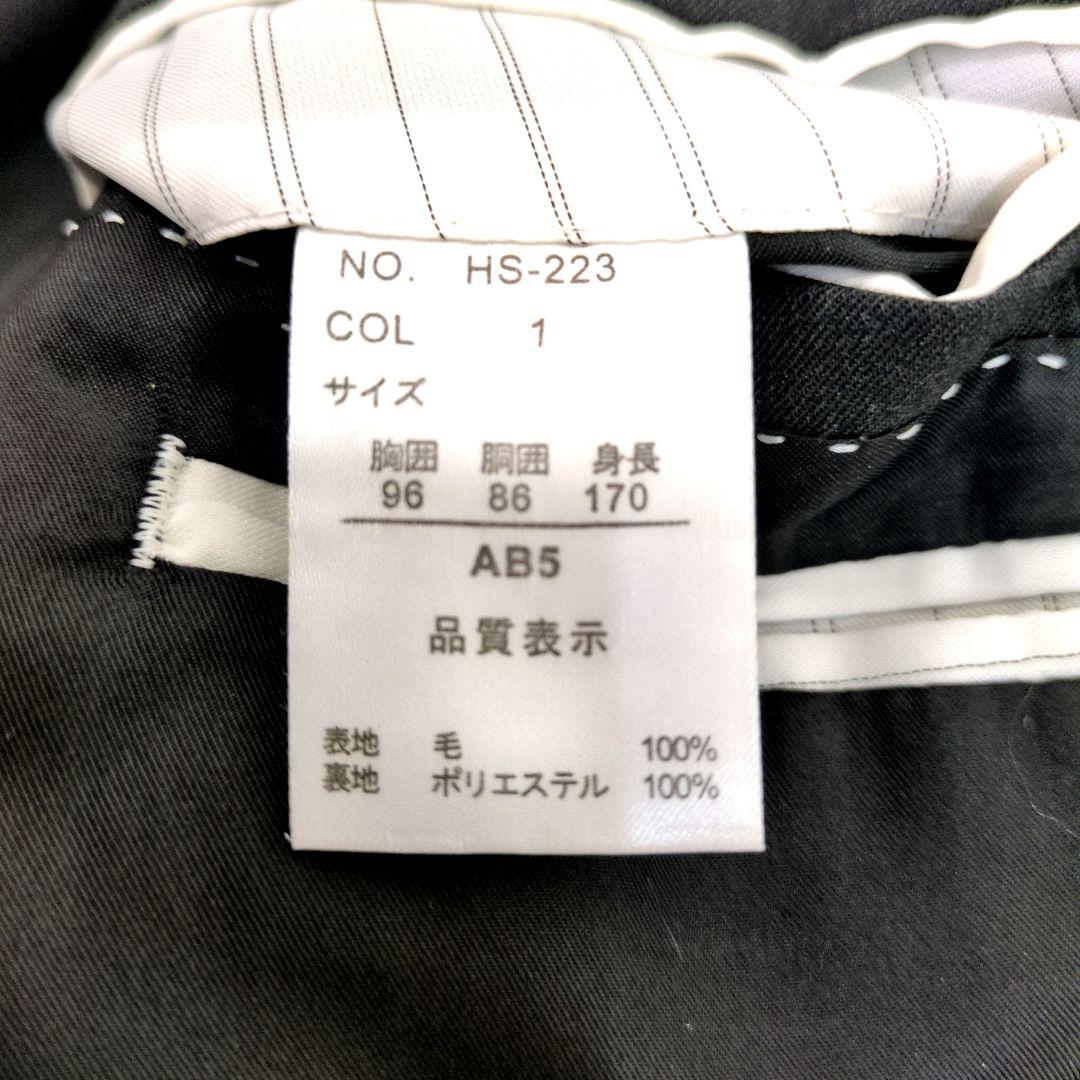 NO. HS-223
COL 1
サイズ
胸囲 胴囲 身長
96 86 170
AB5
品質表示
表地 毛 100%
裏地 ポリエステル 100%